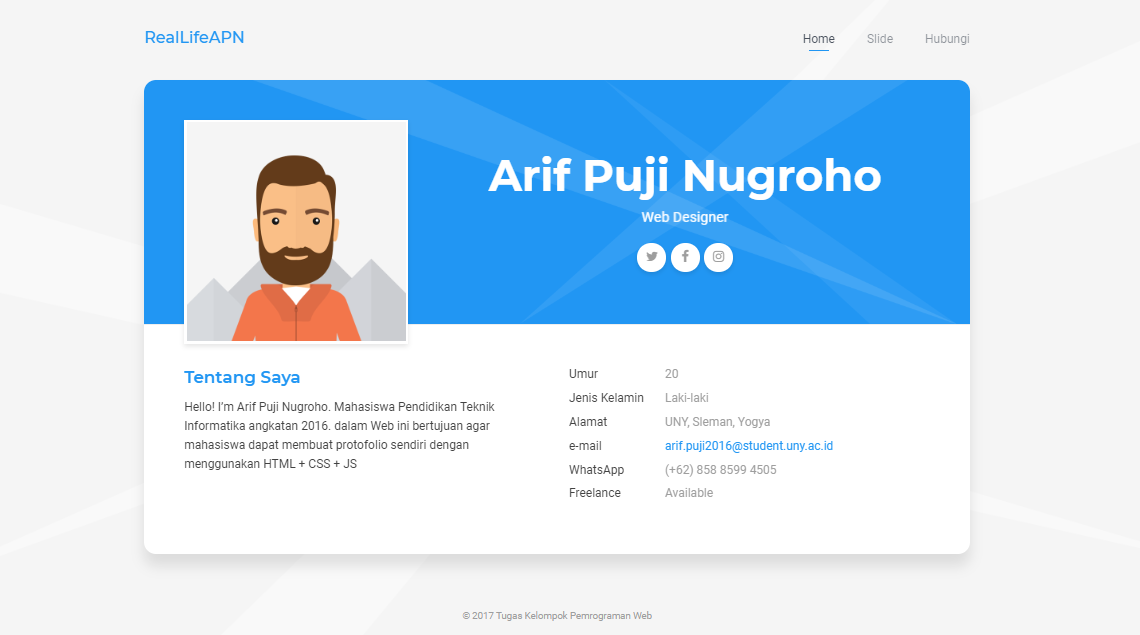 RealLifeAPN
Home Slide Hubungi
Arif Puji Nugroho
Web Designer
Tentang Saya
Hello! I'm Arif Puji Nugroho. Mahasiswa Pendidikan Teknik
Informatika angkatan 2016. dalam Web ini bertujuan agar
mahasiswa dapat membuat protofolio sendiri dengan
menggunakan HTML + CSS + JS
Umur 20
Jenis Kelamin Laki-laki
Alamat UNY, Sleman, Yogya
e-mail arif.puji2016@student.uny.ac.id
WhatsApp (+62) 858 8599 4505
Freelance Available
© 2017 Tugas Kelompok Pemrograman Web